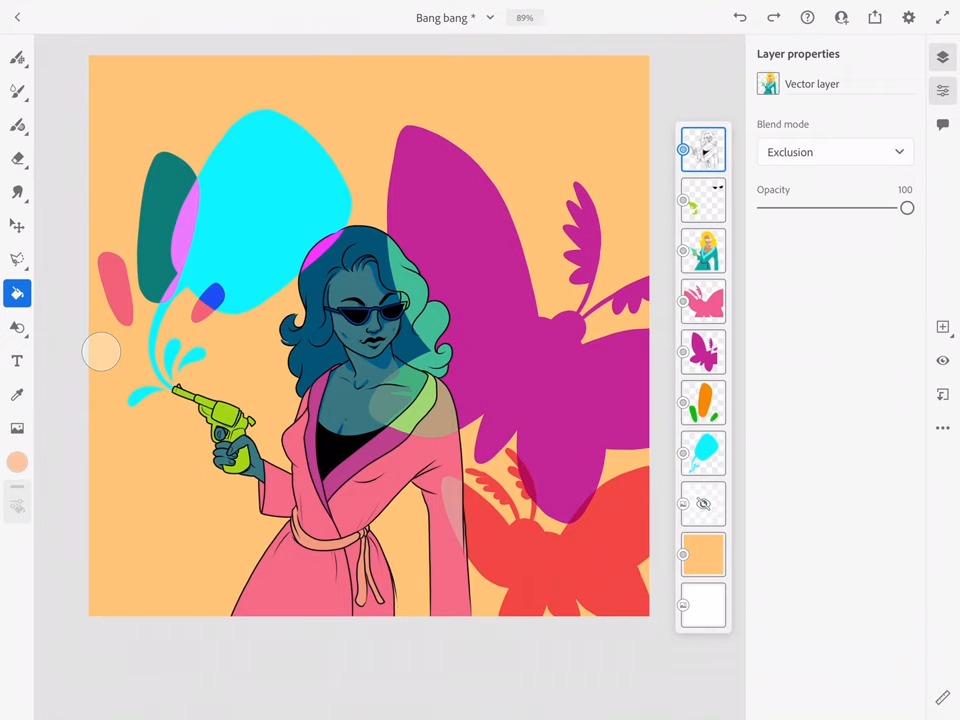 Bang bang *
89%
Layer properties
Vector layer
Blend mode
Exclusion
Opacity
100
T